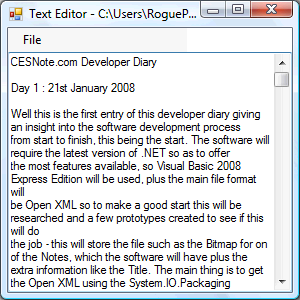 Text Editor - C:\Users\RogueP...
File
CESNote.com Developer Diary
Day 1 : 21st January 2008
Well this is the first entry of this developer diary giving
an insight into the software development process
from start to finish, this being the start. The software will
require the latest version of .NET so as to offer
the most features available, so Visual Basic 2008
Express Edition will be used, plus the main file format
will
be Open XML so to make a good start this will be
researched and a few prototypes created to see if this
will do
the job - this will store the file such as the Bitmap for on
of the Notes, which the software will have plus the
extra information like the Title. The main thing is to get
the Open XML using the System.IO.Packaging